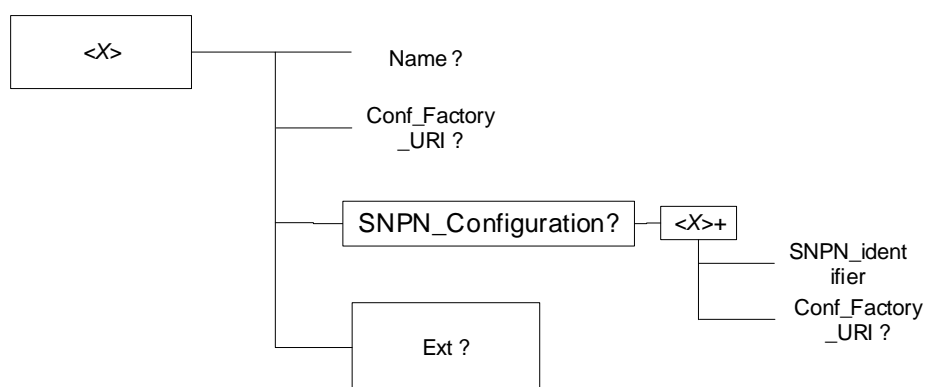 <X>
Name ?
Conf_Factory
_URI ?
SNPN_Configuration?
<X>+
SNPN_ident
ifier
Conf_Factory
_URI ?
Ext ?